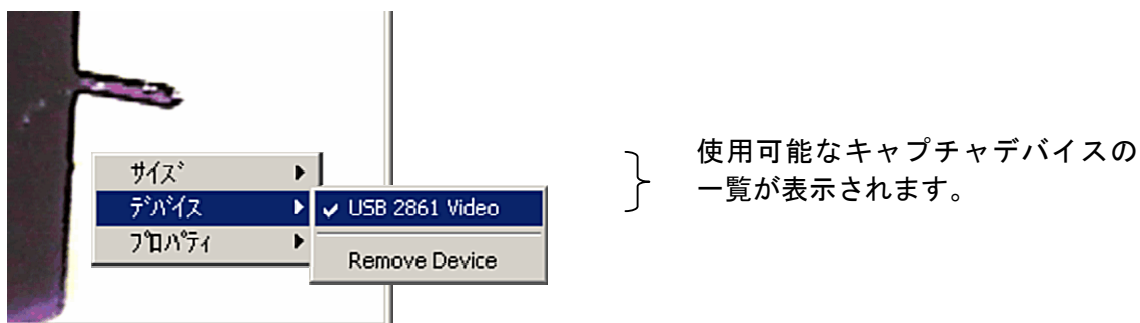 使用可能なキャプチャデバイスの
一覧が表示されます。
サイズ
デバイス
USB 2861 Video
プロパティ
Remove Device